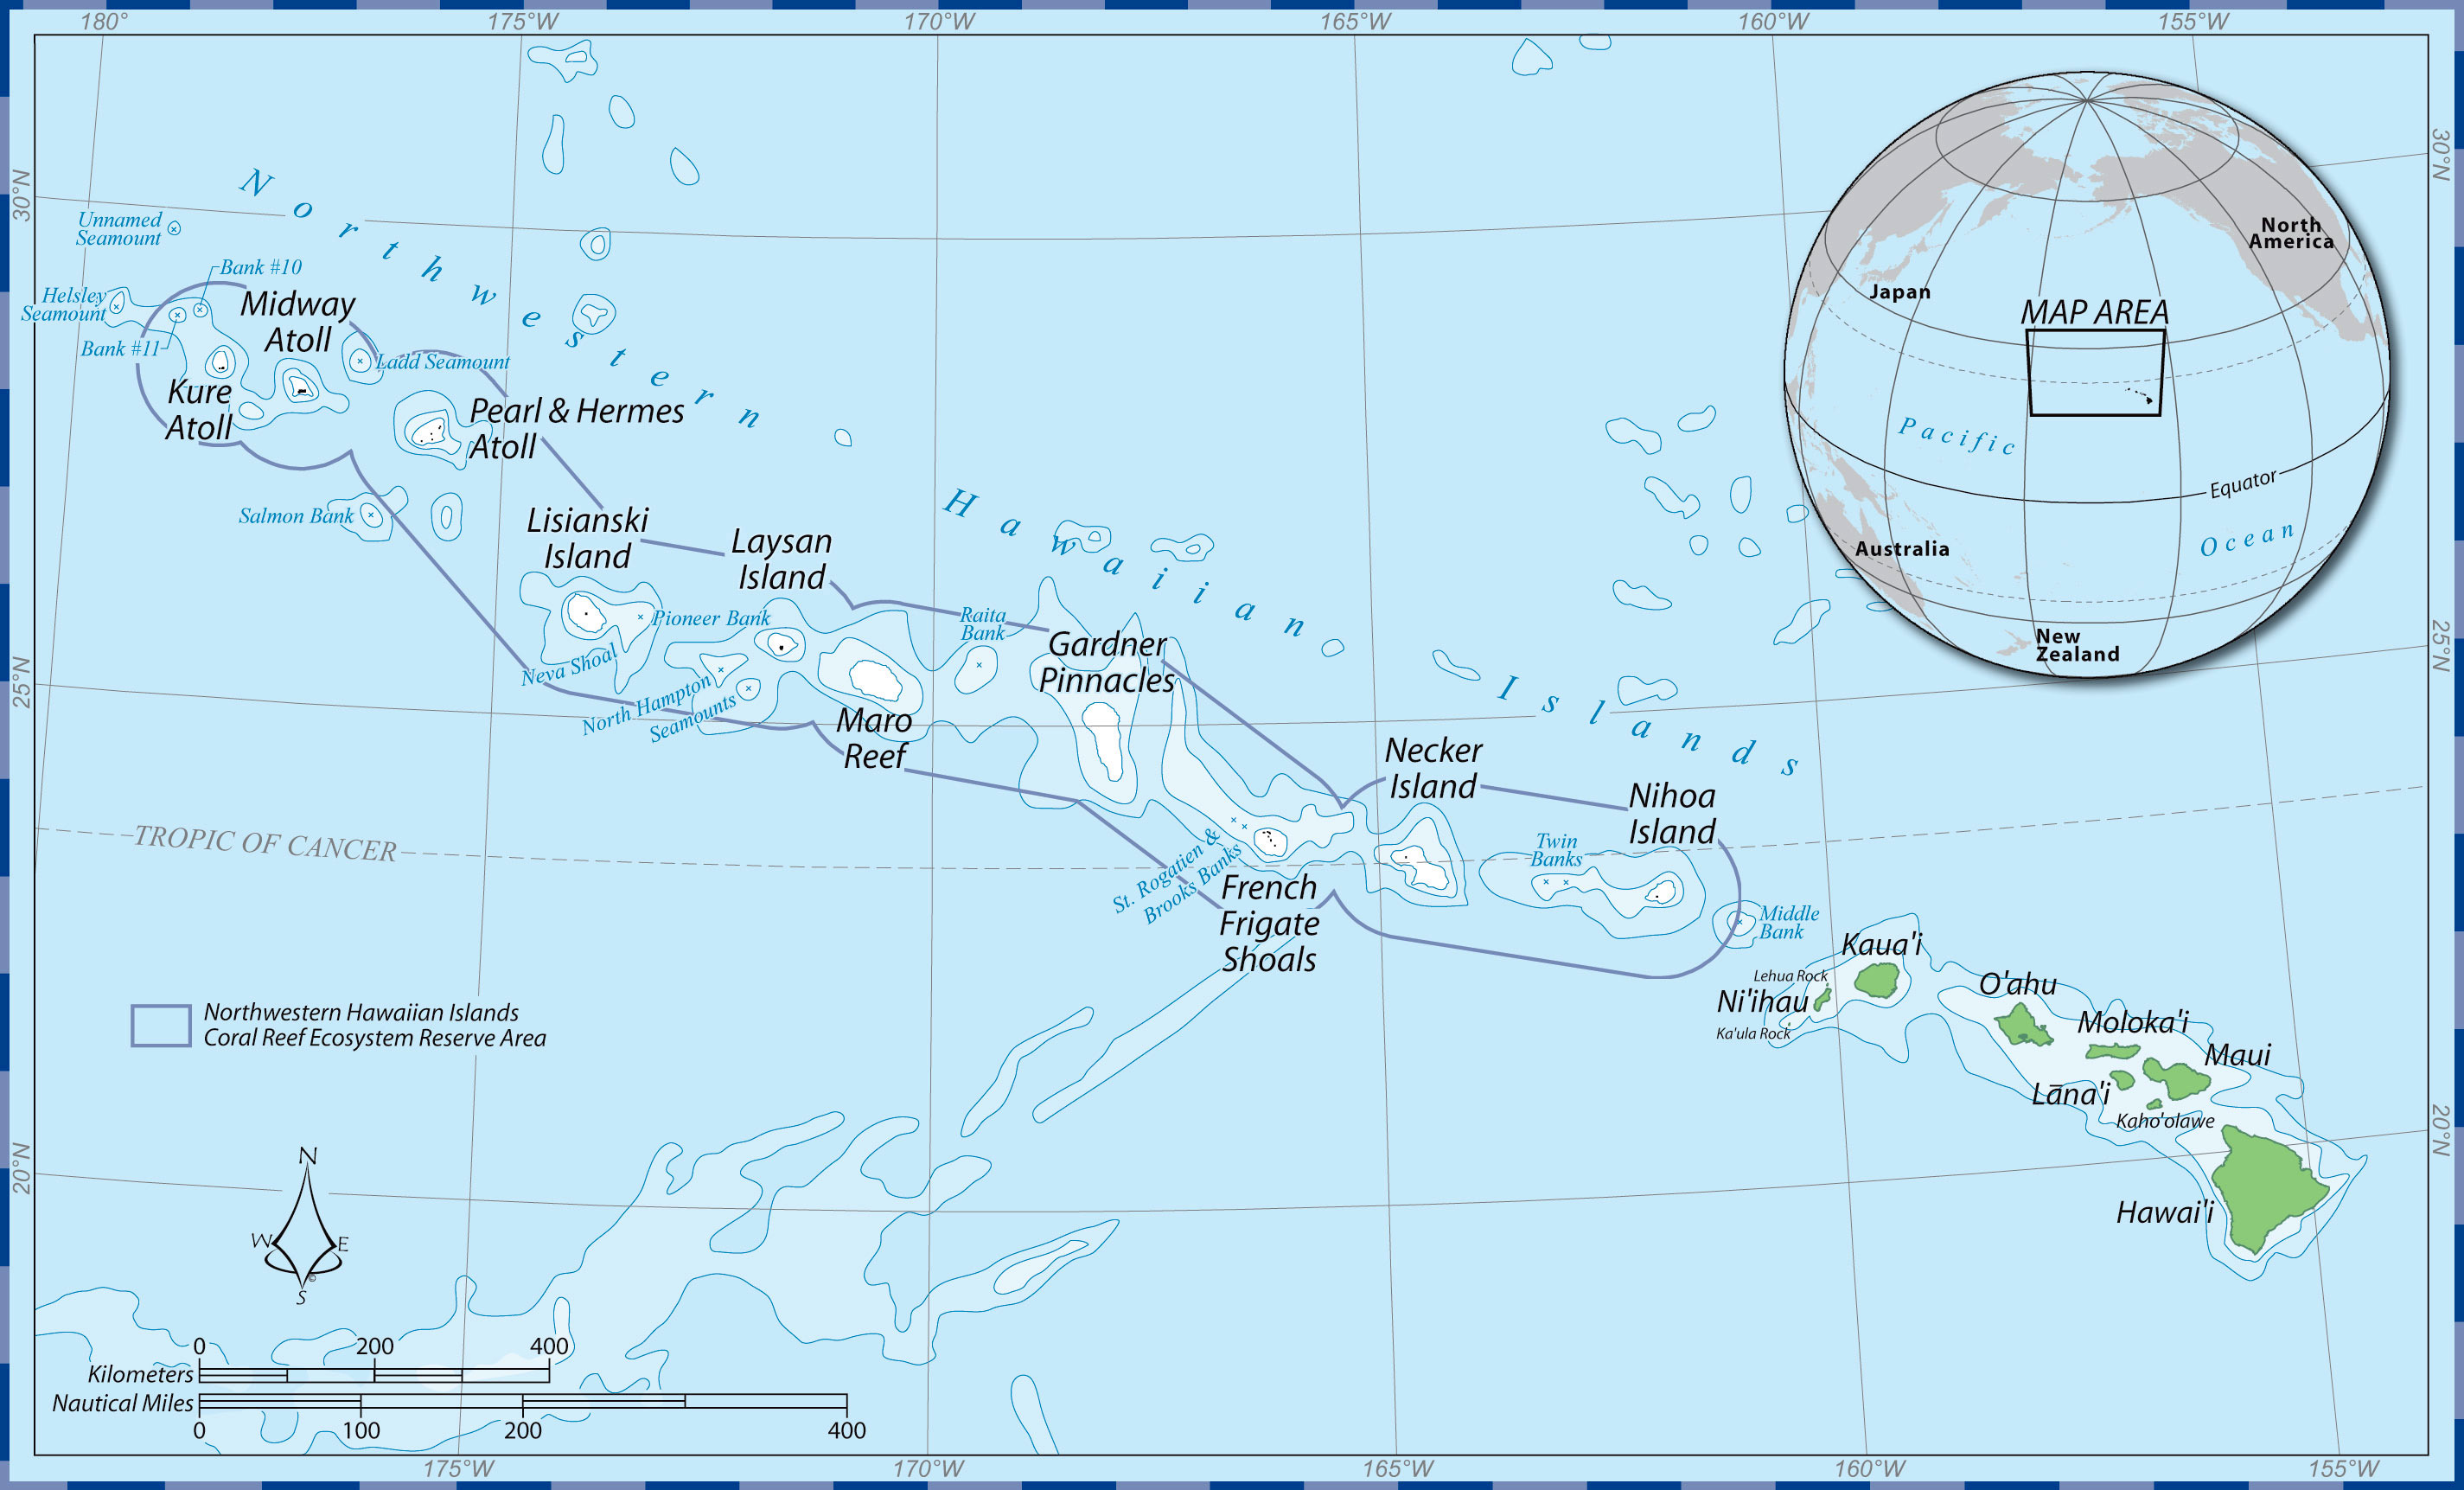 180°
175°W
170°W
165°W
160°W
155°W
30°N
30°N
25°N
25°N
20°N
20°N
Northwestern
Hawaiian
Islands
Unnamed
Seamount
Bank #10
Helsley
Seamount
Bank #11
Midway
Atoll
Ladd Seamount
Kure
Atoll
Pearl & Hermes
Atoll
Salmon Bank
Lisianski
Island
Laysan
Island
Pioneer Bank
Neva Shoal
North Hampton
Seamounts
Raita
Bank
Maro
Reef
Gardner
Pinnacles
St. Rogatien &
Brooks Banks
French
Frigate
Shoals
Necker
Island
Nihoa
Island
Twin
Banks
Middle
Bank
TROPIC OF CANCER
Kaua'i
Lehua Rock
Ni'ihau
Ka'ula Rock
O'ahu
Moloka'i
Maui
Lāna'i
Kaho'olawe
Hawai'i
North
America
Japan
MAP AREA
Pacific
Equator
Ocean
Australia
New
Zealand
Northwestern Hawaiian Islands
Coral Reef Ecosystem Reserve Area
N
W E
©
S
0 200 400
Kilometers
Nautical Miles
0 100 200 400
175°W
170°W
165°W
160°W
155°W